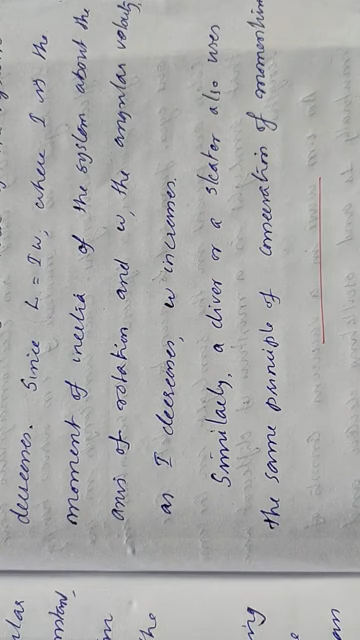 decreases. Since L = Iω, where I is the
moment of inertia of the system about the
axis of rotation and ω, the angular velocity
as I decreases, ω increases.
Similarly, a diver or a skater also uses
the same principle of conservation of momentum
the